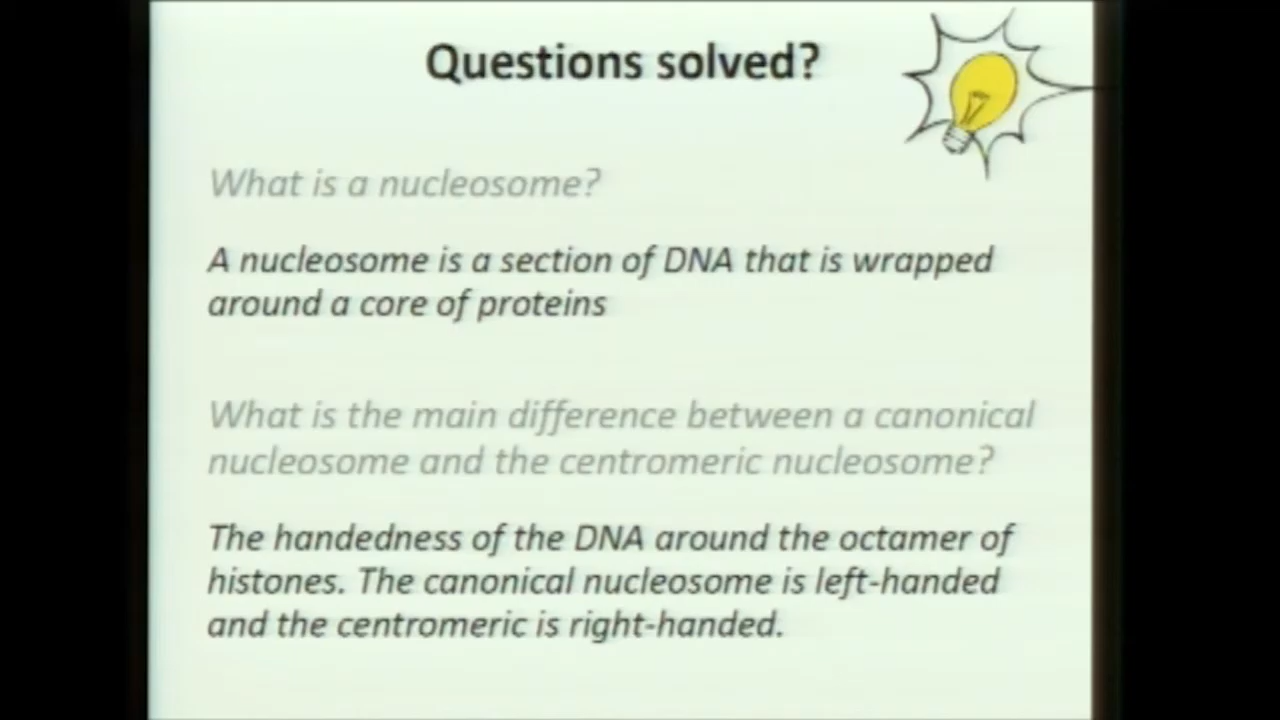 Questions solved?
What is a nucleosome?
A nucleosome is a section of DNA that is wrapped
around a core of proteins
What is the main difference between a canonical
nucleosome and the centromeric nucleosome?
The handedness of the DNA around the octamer of
histones. The canonical nucleosome is left-handed
and the centromeric is right-handed.